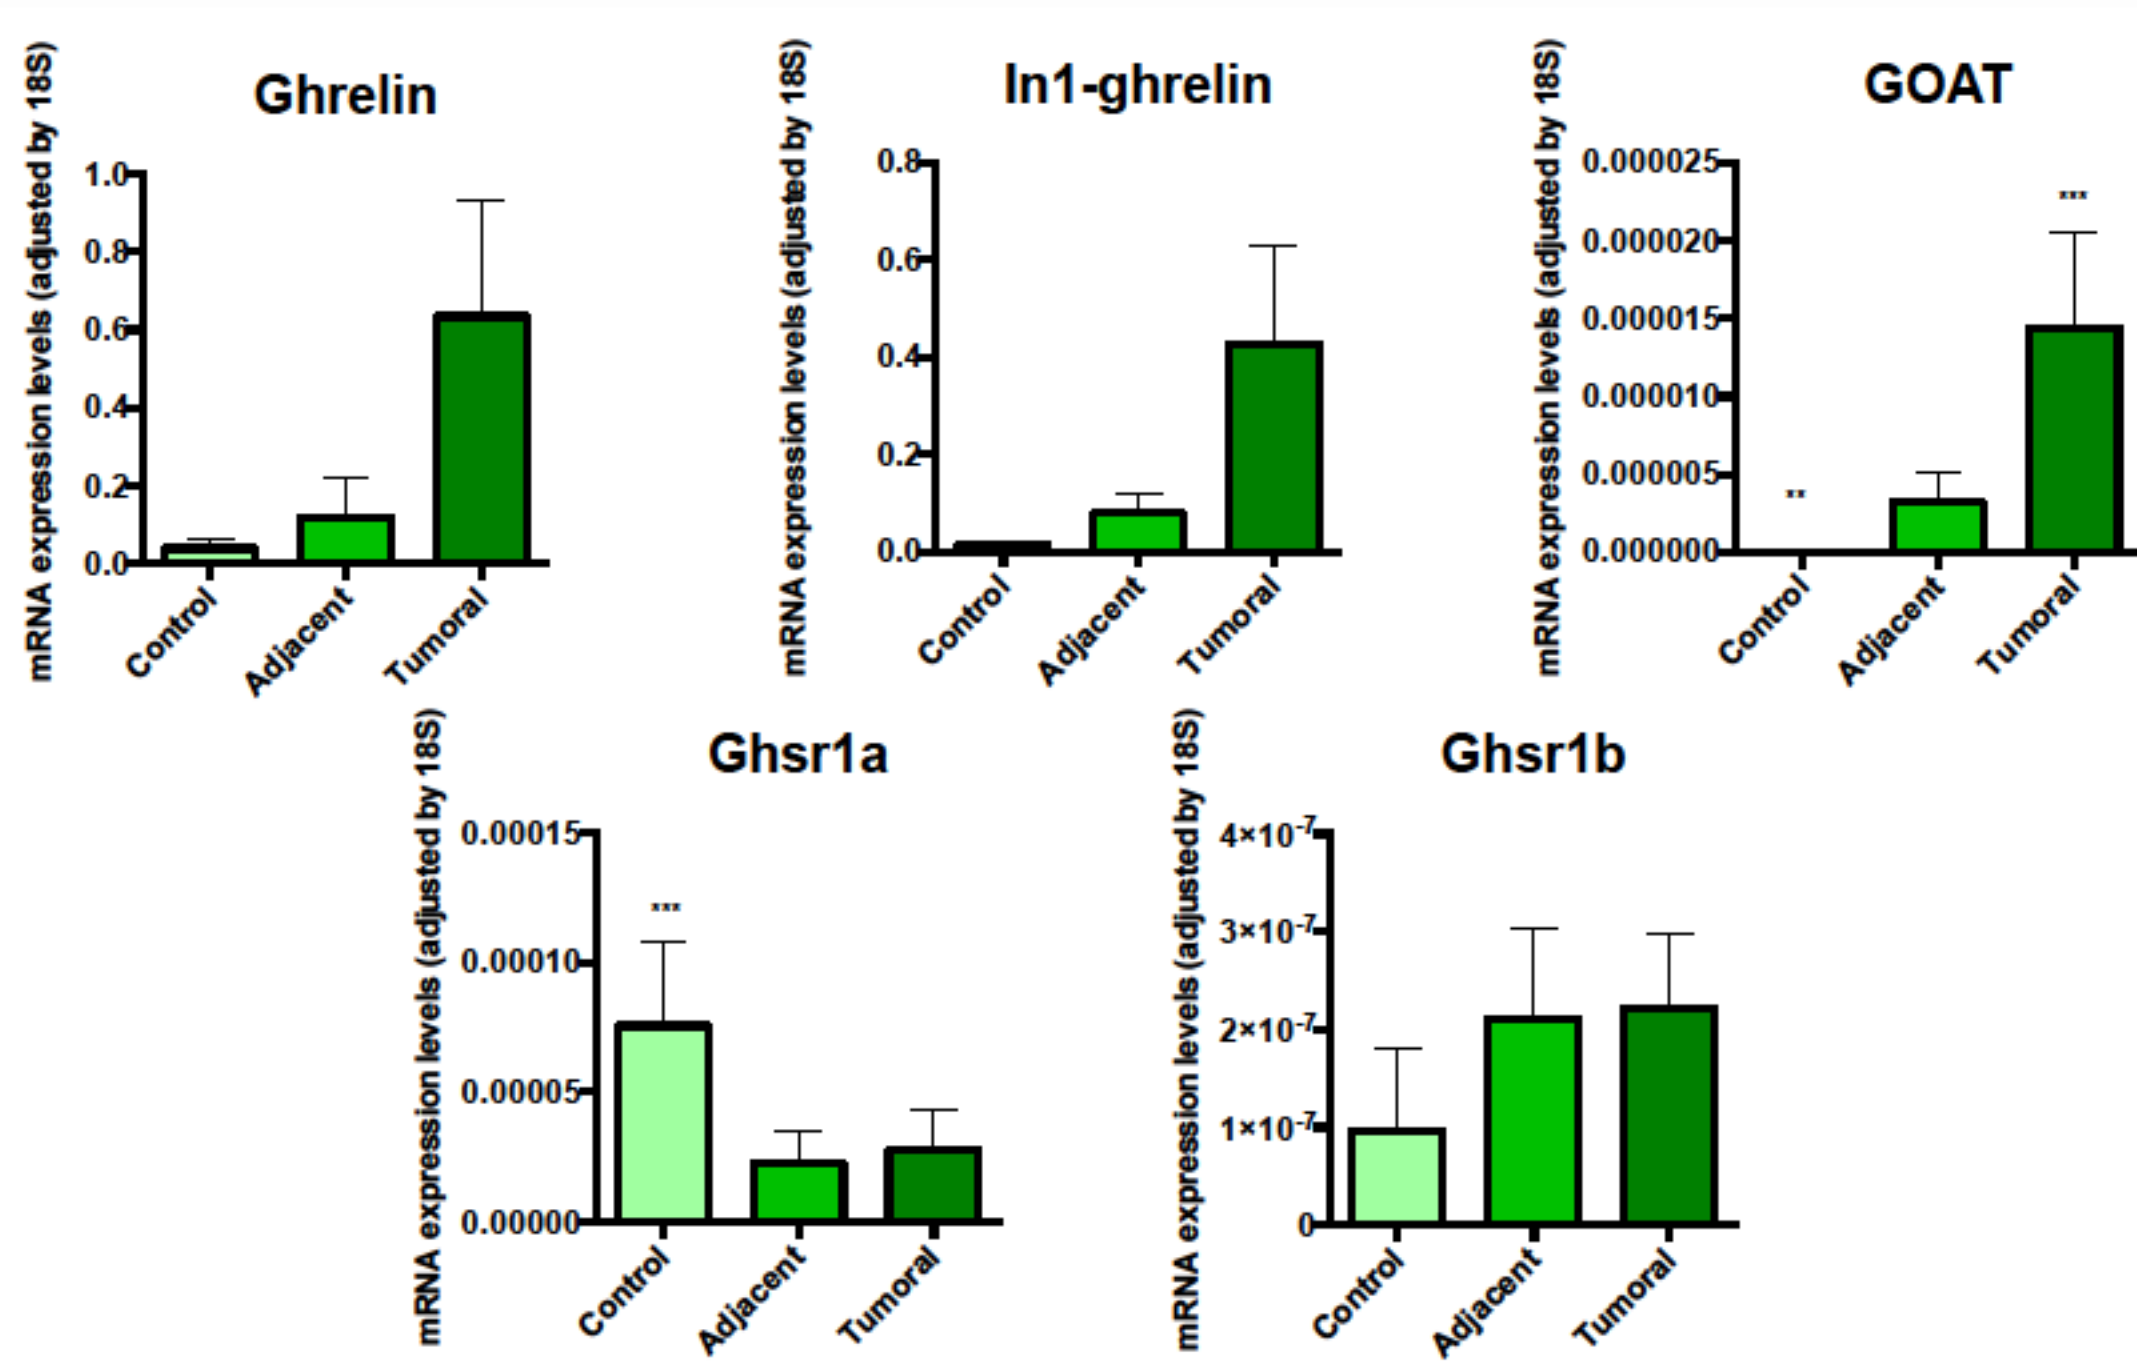 Ghrelin
mRNA expression levels (adjusted by 18S)
1.0
0.8
0.6
0.4
0.2
0.0
Control
Adjacent
Tumoral
In1-ghrelin
mRNA expression levels (adjusted by 18S)
0.8
0.6
0.4
0.2
0.0
Control
Adjacent
Tumoral
GOAT
mRNA expression levels (adjusted by 18S)
0.000025
0.000020
0.000015
0.000010
0.000005
0.000000
**
***
Control
Adjacent
Tumoral
Ghsr1a
mRNA expression levels (adjusted by 18S)
0.00015
0.00010
0.00005
0.00000
***
Control
Adjacent
Tumoral
Ghsr1b
mRNA expression levels (adjusted by 18S)
4×10⁻⁷
3×10⁻⁷
2×10⁻⁷
1×10⁻⁷
0
Control
Adjacent
Tumoral